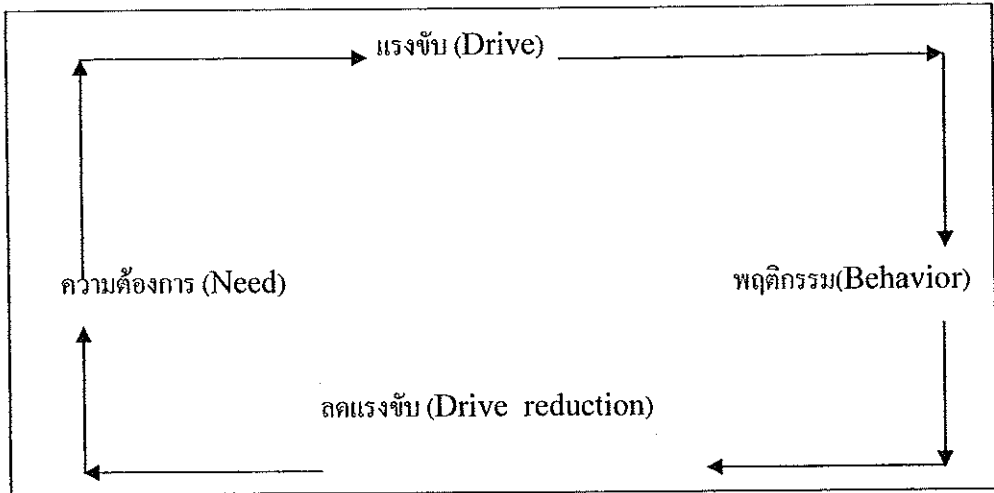 แรงขับ (Drive)
ความต้องการ (Need)
พฤติกรรม(Behavior)
ลดแรงขับ (Drive reduction)